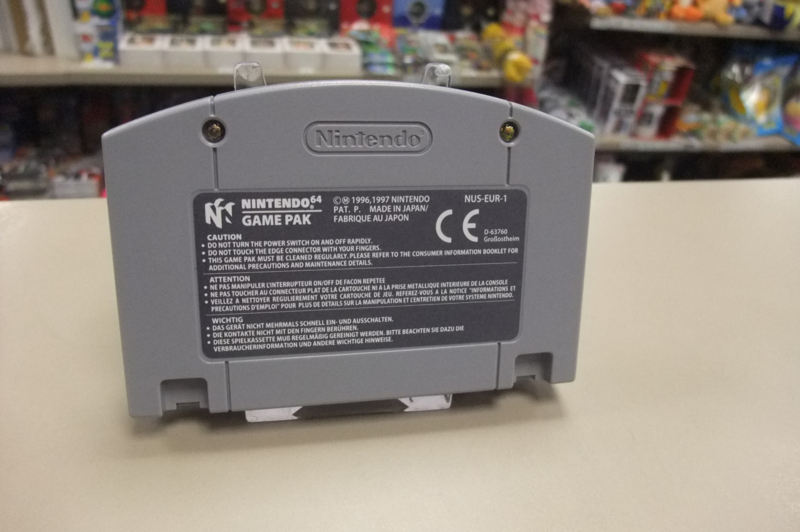 Nintendo
NINTENDO 64
GAME PAK
©Ⓜ 1996,1997 NINTENDO
PAT. P. MADE IN JAPAN/
FABRIQUE AU JAPON
NUS-EUR-1
CE
D-63760
Großostheim
CAUTION
• DO NOT TURN THE POWER SWITCH ON AND OFF RAPIDLY.
• DO NOT TOUCH THE EDGE CONNECTOR WITH YOUR FINGERS.
• THIS GAME PAK MUST BE CLEANED REGULARLY. PLEASE REFER TO THE CONSUMER INFORMATION BOOKLET FOR
ADDITIONAL PRECAUTIONS AND MAINTENANCE DETAILS.
ATTENTION
• NE PAS MANIPULER L'INTERRUPTEUR ON/OFF DE FACON REPETEE
• NE PAS TOUCHER AU CONNECTEUR PLAT DE LA CARTOUCHE NI A LA PRISE METALLIQUE INTERIEURE DE LA CONSOLE
• VEILLEZ A NETTOYER REGULIEREMENT VOTRE CARTOUCHE DE JEU. REFEREZ-VOUS À LA NOTICE "INFORMATIONS ET
PRECAUTIONS D'EMPLOI" POUR PLUS DE DETAILS SUR LA MANIPULATION ET L'ENTRETIEN DE VOTRE SYSTEME NINTENDO.
WICHTIG
• DAS GERÄT NICHT MEHRMALS SCHNELL EIN- UND AUSSCHALTEN.
• DIE KONTAKTE NICHT MIT DEN FINGERN BERÜHREN.
• DIESE SPIELKASSETTE MUß REGELMÄßIG GEREINIGT WERDEN. BITTE BEACHTEN SIE DAZU DIE
VERBRAUCHERINFORMATION UND ANDERE WICHTIGE HINWEISE.